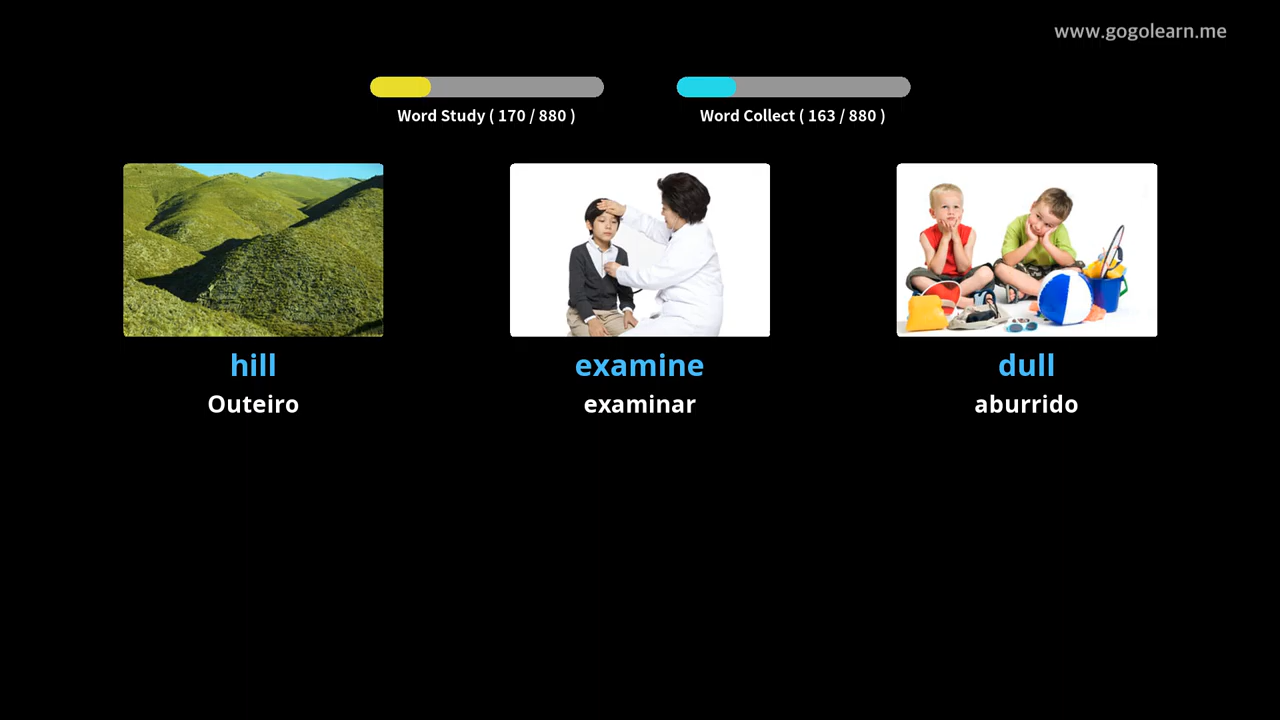 www.gogolearn.me
Word Study ( 170 / 880 )
Word Collect ( 163 / 880 )
hill
Outeiro
examine
examinar
dull
aburrido